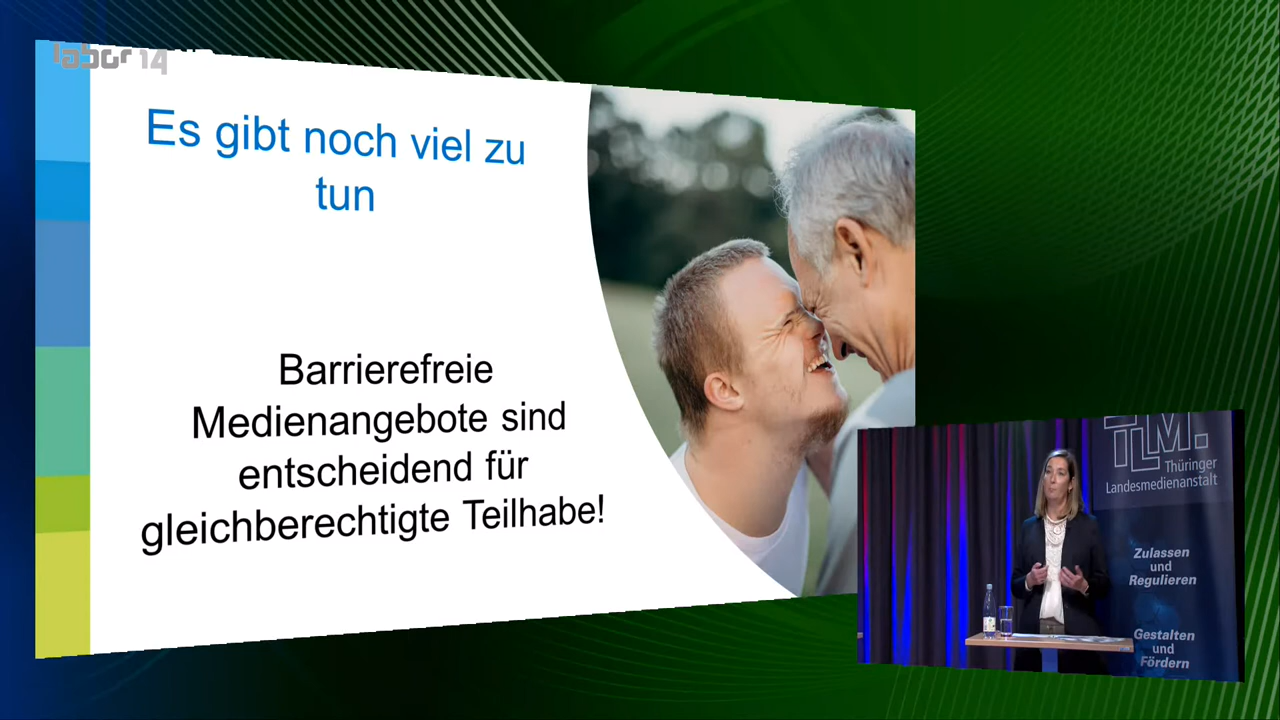 labor 14
Es gibt noch viel zu
tun
Barrierefreie
Medienangebote sind
entscheidend für
gleichberechtigte Teilhabe!
TLM.
Thüringer
Landesmedienanstalt
Zulassen
und
Regulieren
Gestalten
und
Fördern